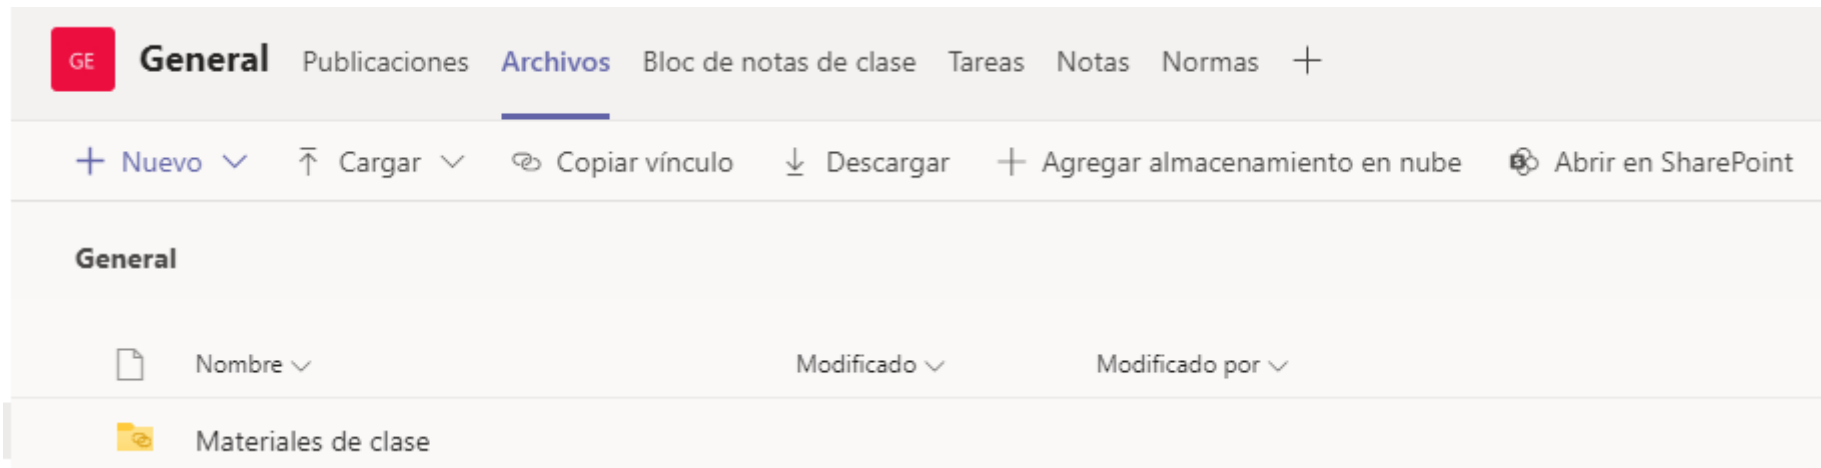 GE General Publicaciones Archivos Bloc de notas de clase Tareas Notas Normas +
+ Nuevo Cargar Copiar vínculo Descargar + Agregar almacenamiento en nube Abrir en SharePoint
General
Nombre Modificado Modificado por
Materiales de clase